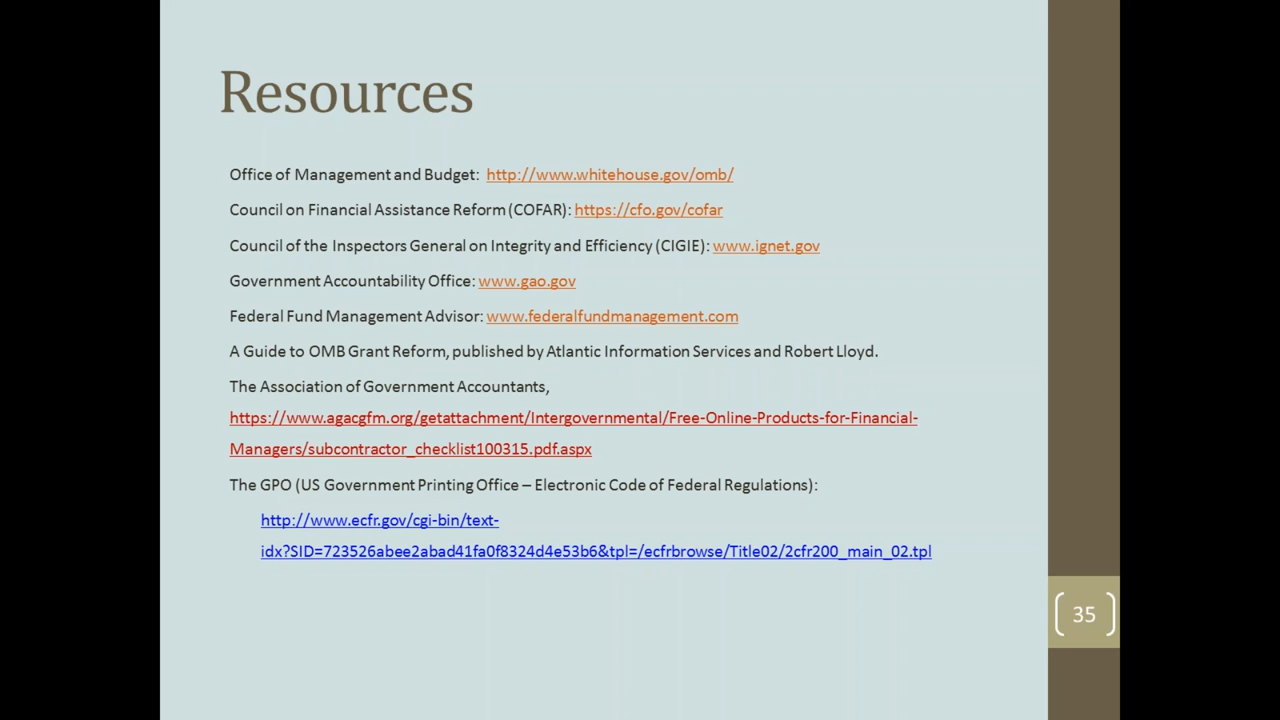 Resources
Office of Management and Budget: http://www.whitehouse.gov/omb/
Council on Financial Assistance Reform (COFAR): https://cfo.gov/cofar
Council of the Inspectors General on Integrity and Efficiency (CIGIE): www.ignet.gov
Government Accountability Office: www.gao.gov
Federal Fund Management Advisor: www.federalfundmanagement.com
A Guide to OMB Grant Reform, published by Atlantic Information Services and Robert Lloyd.
The Association of Government Accountants,
https://www.agacgfm.org/getattachment/Intergovernmental/Free-Online-Products-for-Financial-
Managers/subcontractor_checklist100315.pdf.aspx
The GPO (US Government Printing Office – Electronic Code of Federal Regulations):
http://www.ecfr.gov/cgi-bin/text-
idx?SID=723526abee2abad41fa0f8324d4e53b6&tpl=/ecfrbrowse/Title02/2cfr200_main_02.tpl
35